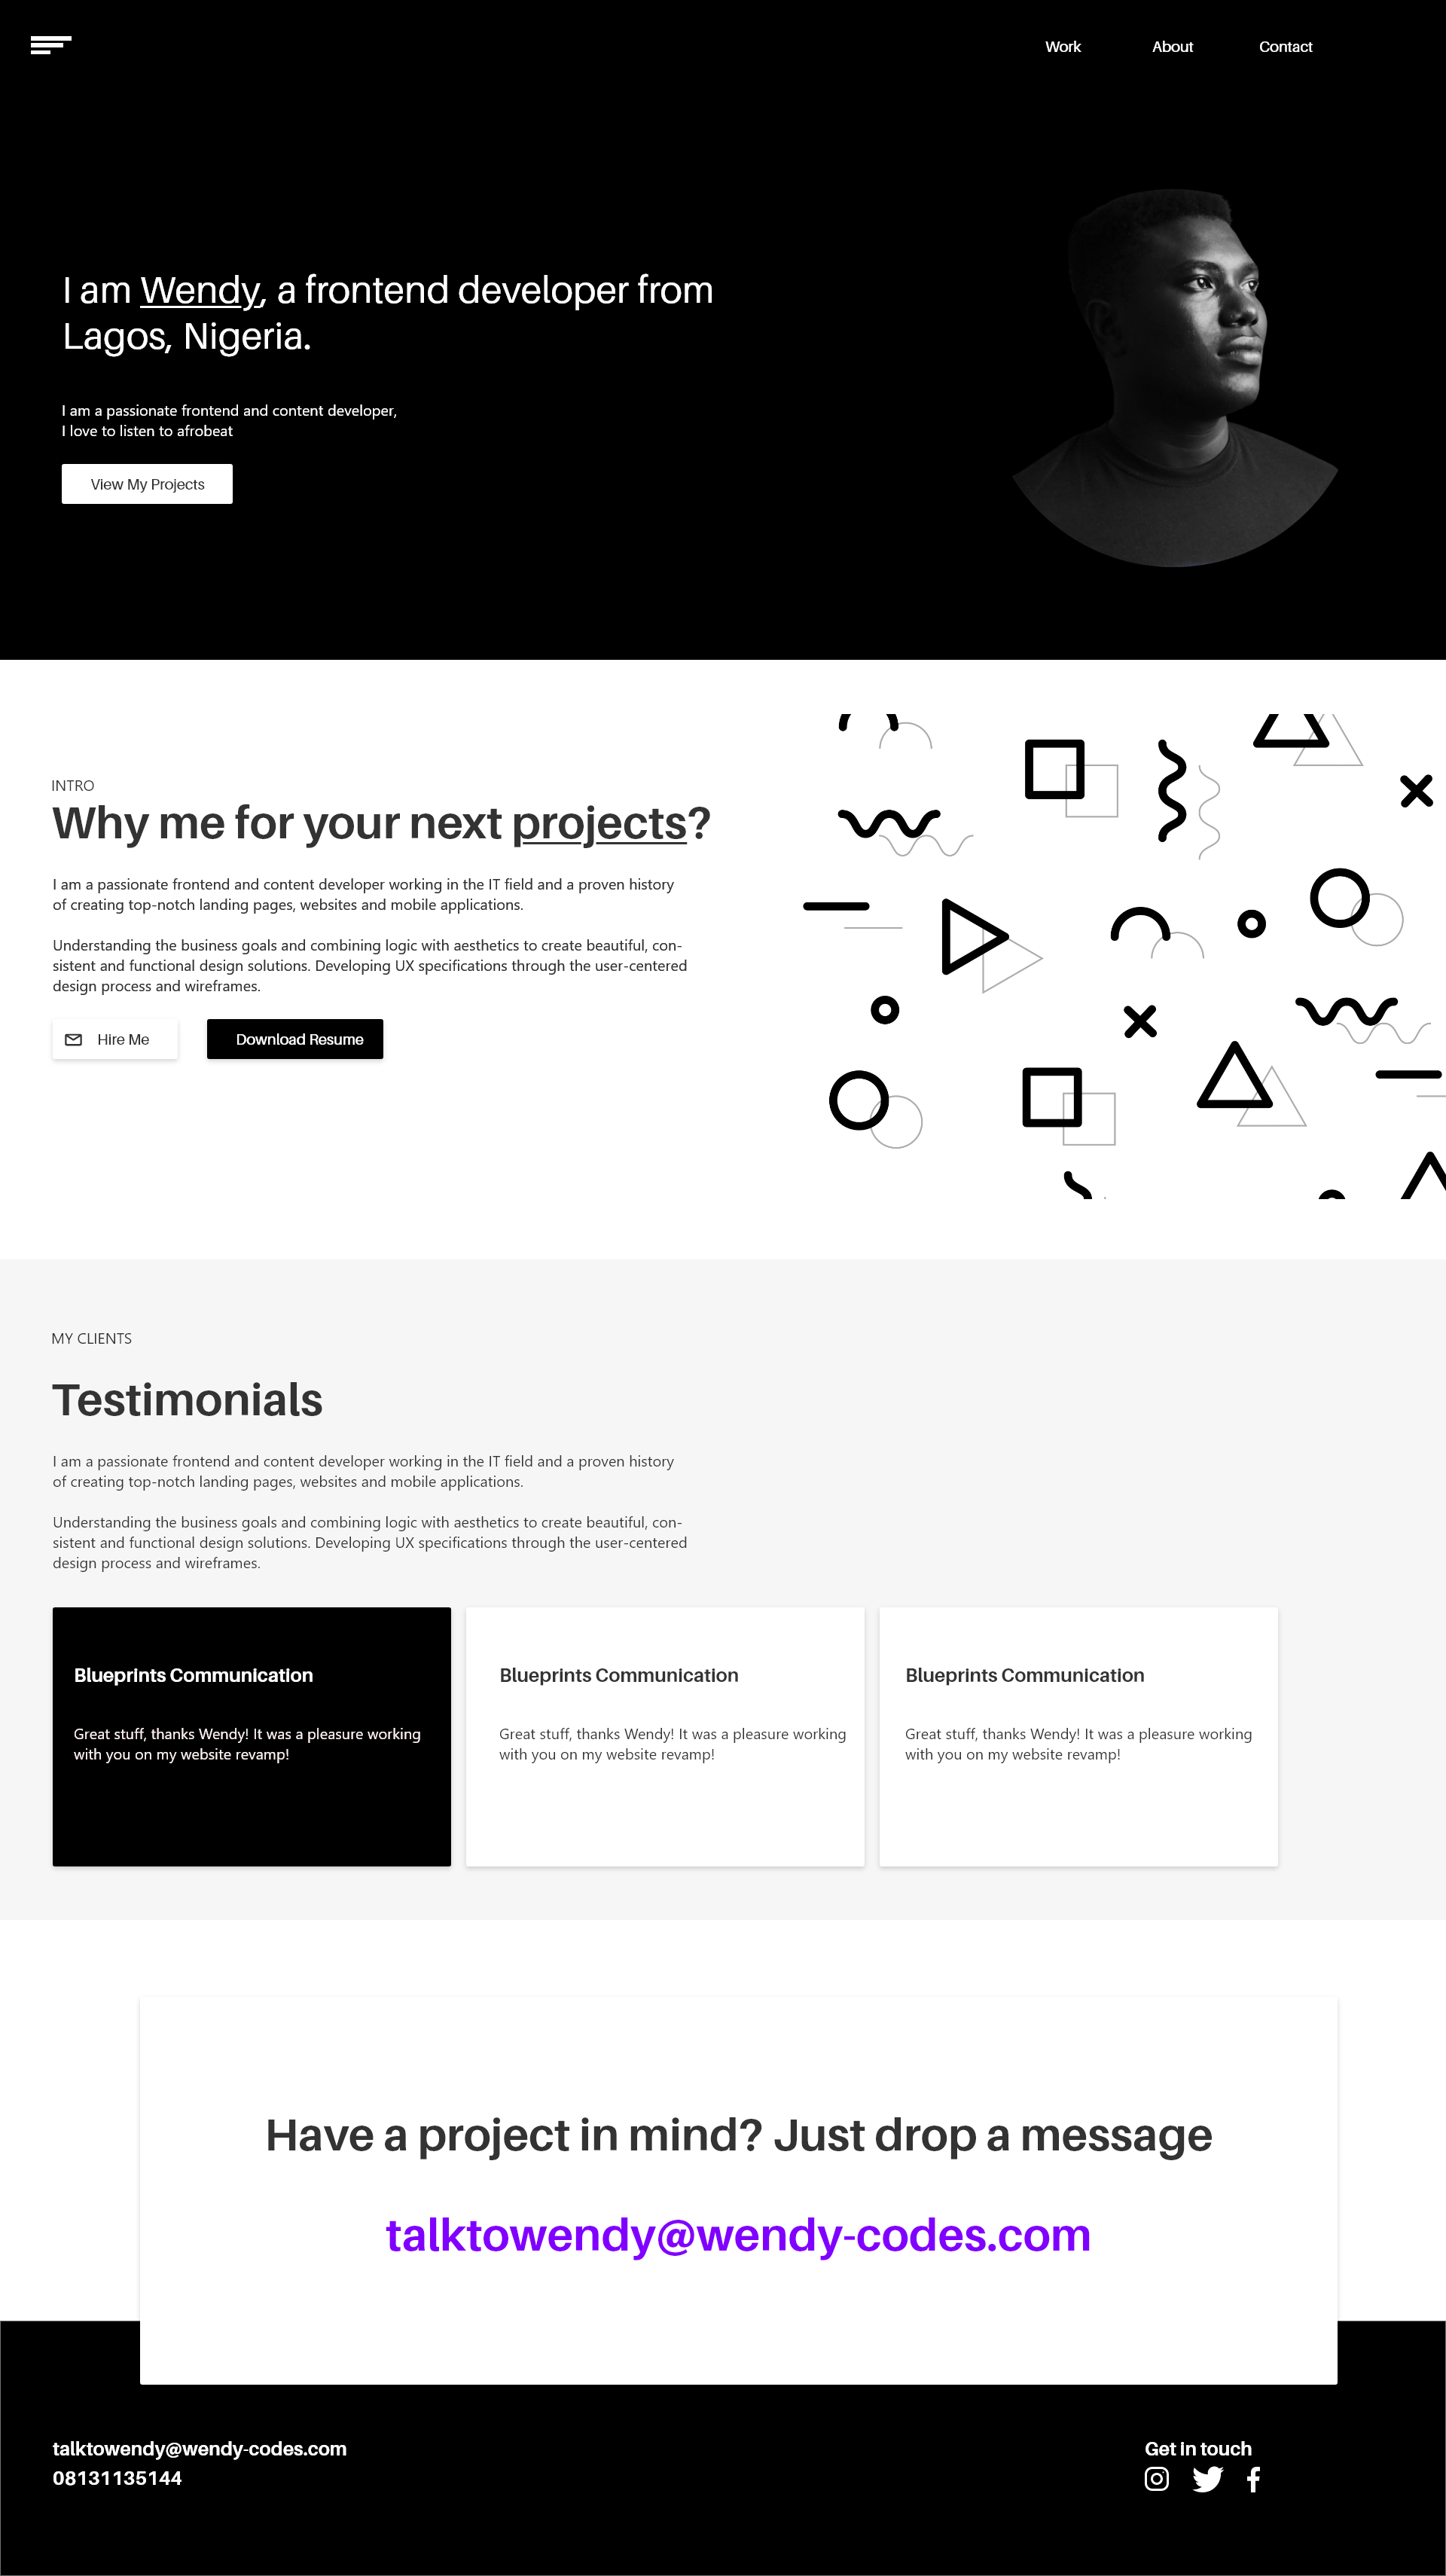 Work About Contact
I am Wendy, a frontend developer from
Lagos, Nigeria.
I am a passionate frontend and content developer,
I love to listen to afrobeat
View My Projects
INTRO
Why me for your next projects?
I am a passionate frontend and content developer working in the IT field and a proven history
of creating top-notch landing pages, websites and mobile applications.
Understanding the business goals and combining logic with aesthetics to create beautiful, con-
sistent and functional design solutions. Developing UX specifications through the user-centered
design process and wireframes.
Hire Me
Download Resume
MY CLIENTS
Testimonials
I am a passionate frontend and content developer working in the IT field and a proven history
of creating top-notch landing pages, websites and mobile applications.
Understanding the business goals and combining logic with aesthetics to create beautiful, con-
sistent and functional design solutions. Developing UX specifications through the user-centered
design process and wireframes.
Blueprints Communication
Great stuff, thanks Wendy! It was a pleasure working
with you on my website revamp!
Blueprints Communication
Great stuff, thanks Wendy! It was a pleasure working
with you on my website revamp!
Blueprints Communication
Great stuff, thanks Wendy! It was a pleasure working
with you on my website revamp!
Have a project in mind? Just drop a message
talktowendy@wendy-codes.com
talktowendy@wendy-codes.com
08131135144
Get in touch